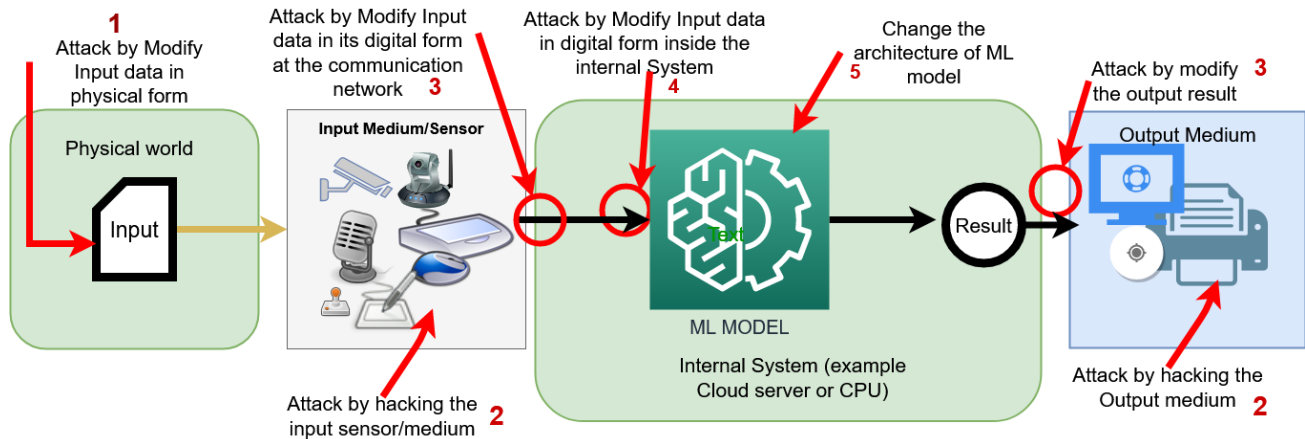 1
Attack by Modify
Input data in
physical form
Attack by Modify Input
data in its digital form
at the communication
network 3
Attack by Modify Input data
in digital form inside the
internal System
4
Change the
architecture of ML
model
5
Attack by modify 3
the output result
Physical world
Input
Input Medium/Sensor
Text
ML MODEL
Result
Output Medium
Internal System (example
Cloud server or CPU)
Attack by hacking the
input sensor/medium 2
Attack by hacking the
Output medium 2